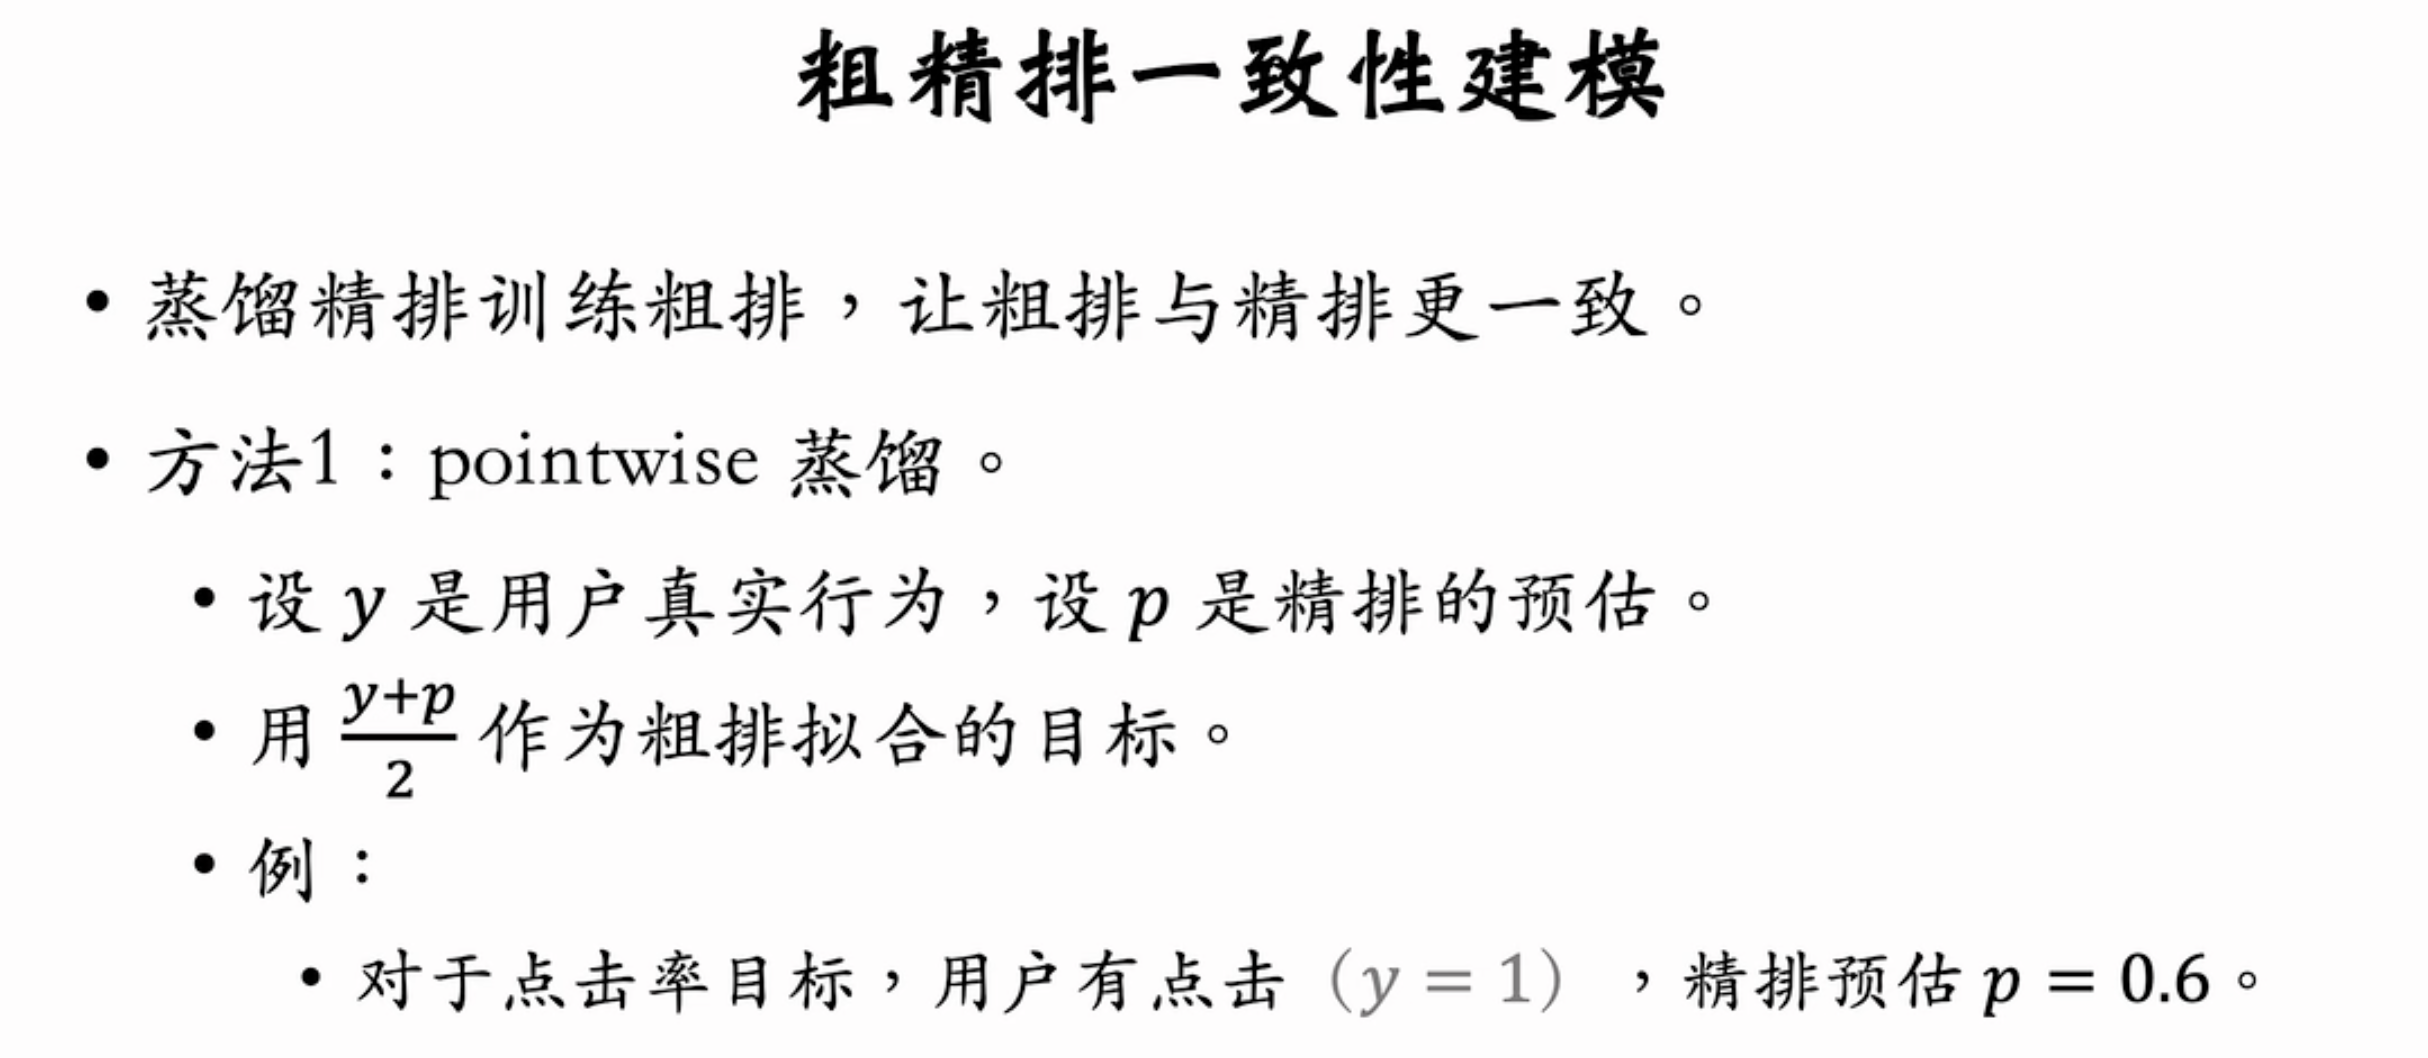 粗精排一致性建模
• 蒸馏精排训练粗排，让粗排与精排更一致。
• 方法1：pointwise 蒸馏。
• 设 y 是用户真实行为，设 p 是精排的预估。
• 用 \frac{y+p}{2} 作为粗排拟合的目标。
• 例：
• 对于点击率目标，用户有点击（y = 1），精排预估 p = 0.6。